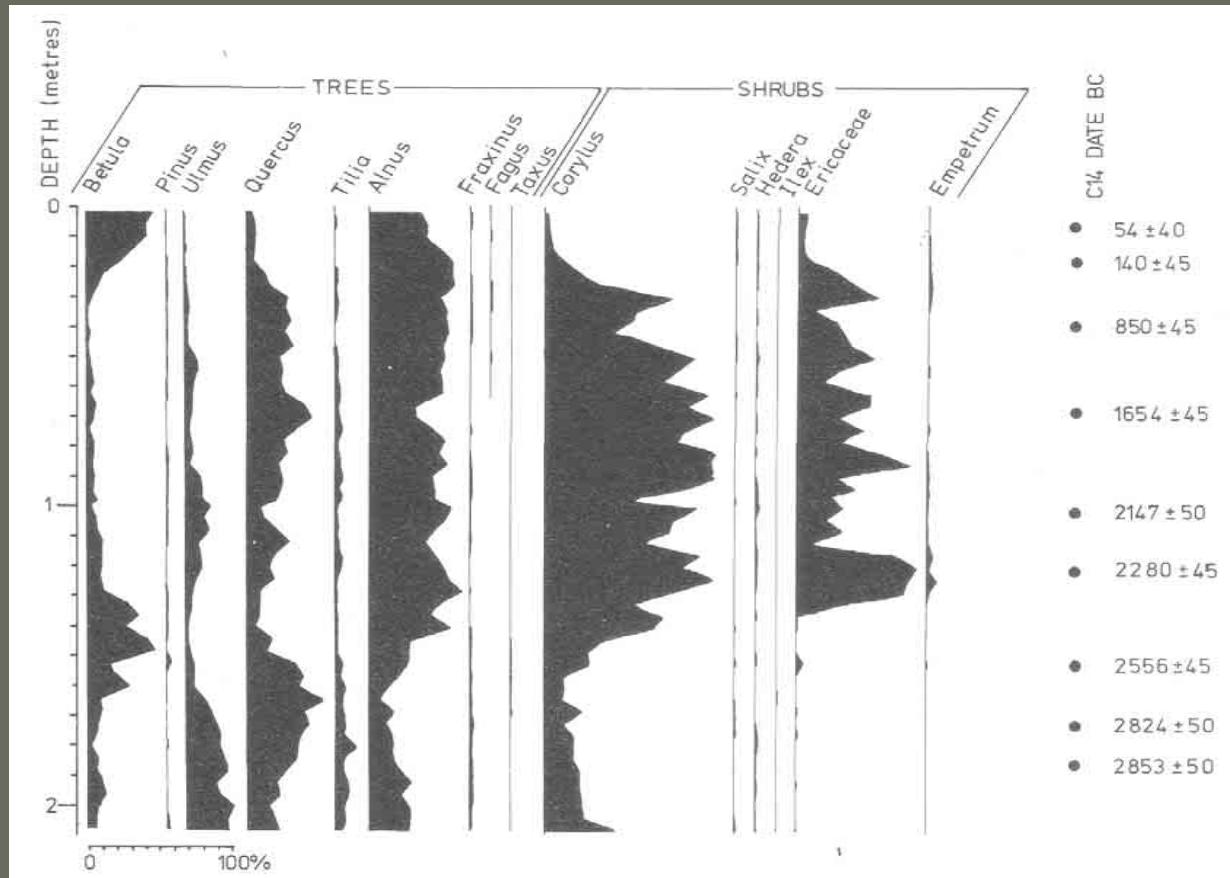 TREES
SHRUBS
DEPTH (metres)
Betula
Pinus
Ulmus
Quercus
Tilia
Alnus
Fraxinus
Fagus
Taxus
Corylus
Salix
Hedera
Ilex
Ericaceae
Empetrum
C14 DATE BC
0
54 ±40
140 ±45
850 ±45
1654 ±45
1
2147 ±50
2280 ±45
2556 ±45
2824 ±50
2853 ±50
2
0 100%